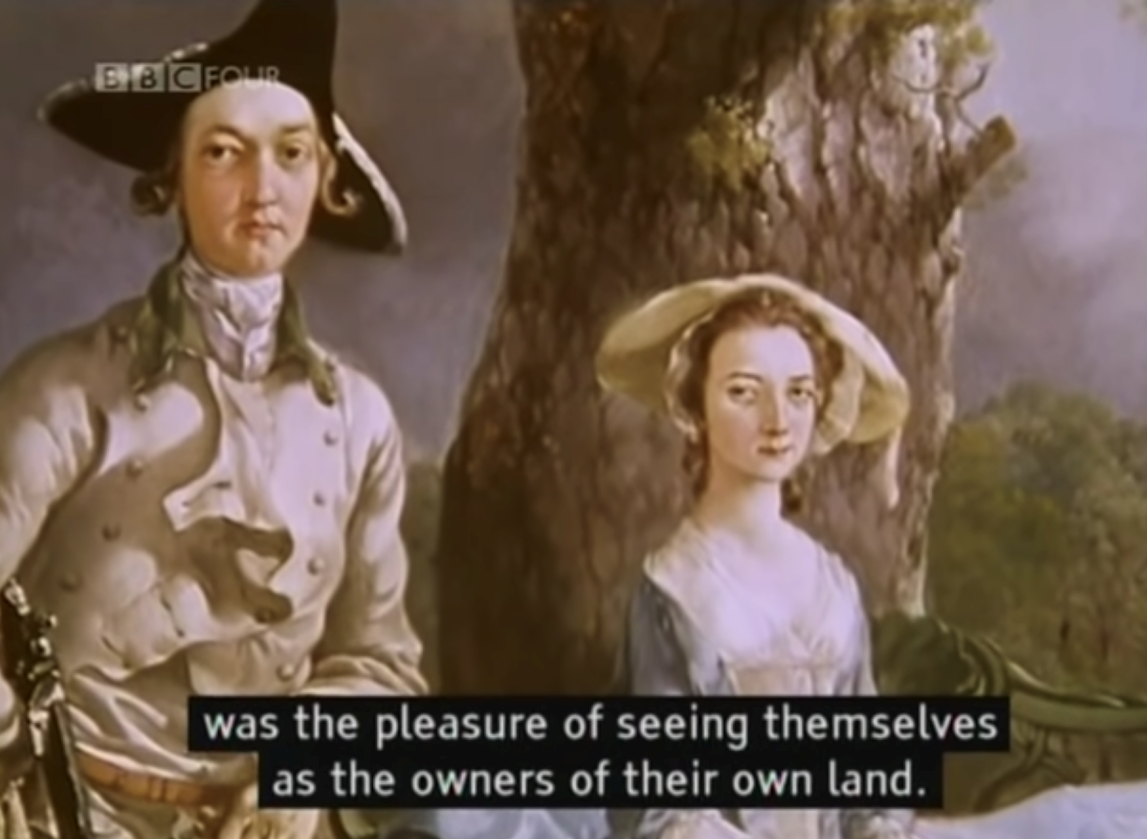 BBC FOUR
was the pleasure of seeing themselves
as the owners of their own land.